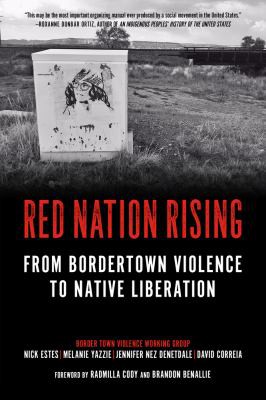 "This may be the most important organizing manual ever produced by a social movement in the United States."
—ROXANNE DUNBAR ORTIZ, AUTHOR OF AN INDIGENOUS PEOPLES' HISTORY OF THE UNITED STATES
RED NATION RISING
FROM BORDERTOWN VIOLENCE
TO NATIVE LIBERATION
BORDER TOWN VIOLENCE WORKING GROUP
NICK ESTES | MELANIE YAZZIE | JENNIFER NEZ DENETDALE | DAVID CORREIA
FOREWORD BY RADMILLA CODY AND BRANDON BENALLIE